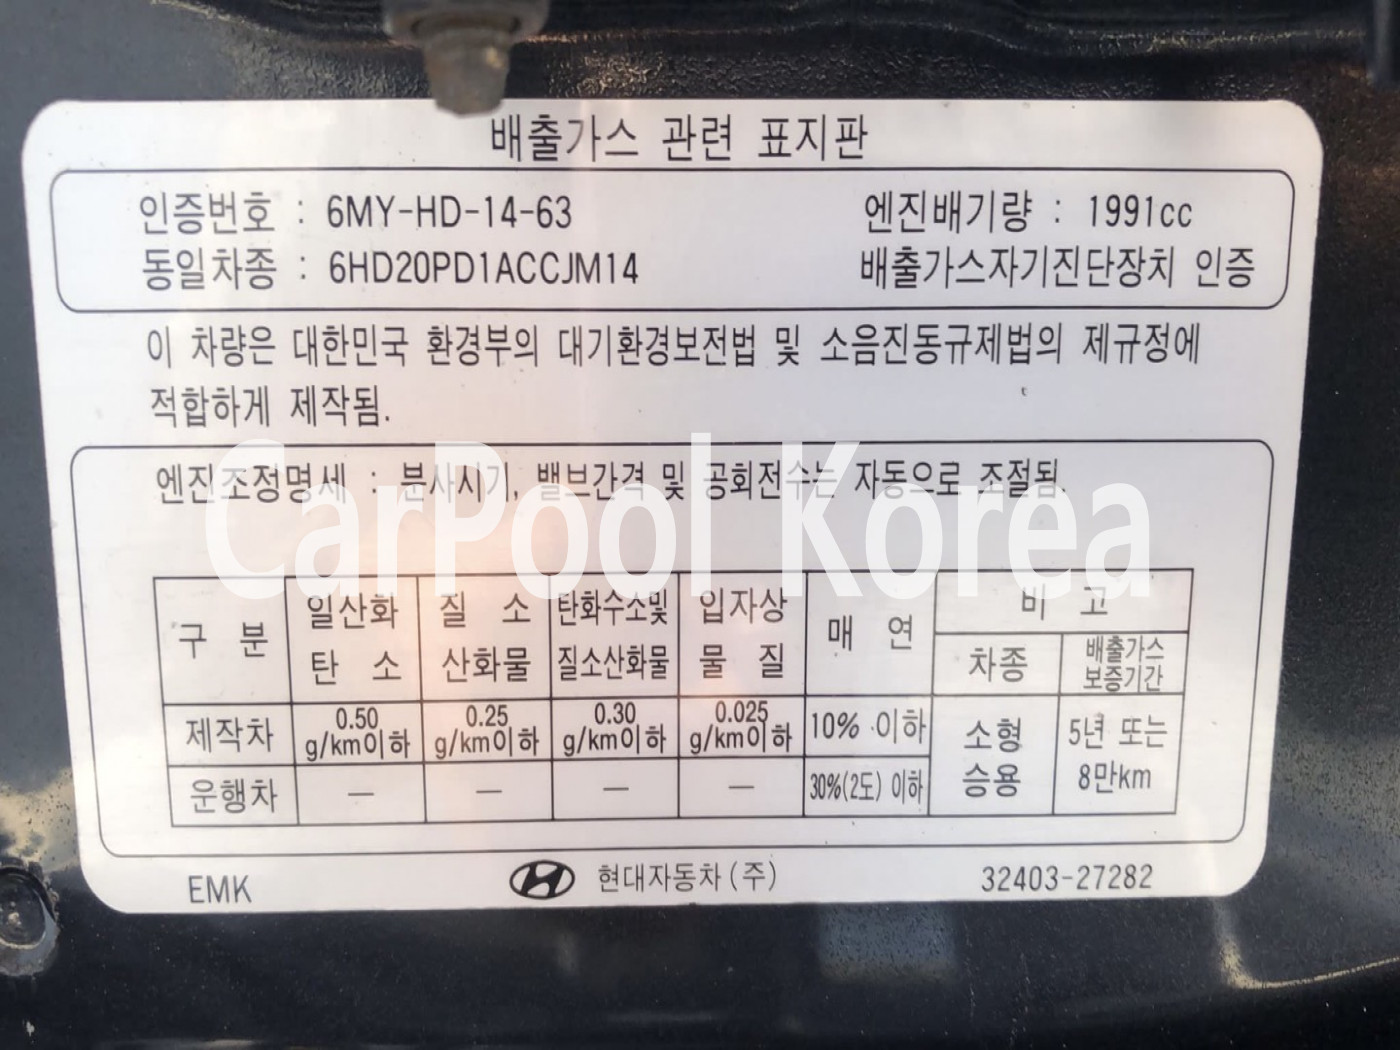 배출가스 관련 표지판
인증번호 : 6MY-HD-14-63 엔진배기량 : 1991cc
동일차종 : 6HD20PD1ACCJM14 배출가스자기진단장치 인증
이 차량은 대한민국 환경부의 대기환경보전법 및 소음진동규제법의 제규정에
적합하게 제작됨.
엔진조정명세 : 분사시기, 밸브간격 및 공회전수는 자동으로 조절됨.
CarPool Korea
구 분 일산화 탄 소 질 소 산화물 탄화수소및 질소산화물 입자상 물 질 매 연 비 고
차종 배출가스 보증기간
제작차 0.50 g/km이하 0.25 g/km이하 0.30 g/km이하 0.025 g/km이하 10% 이하 소형 승용 5년 또는 8만km
운행차 — — — — 30%(2도) 이하
EMK 현대자동차(주) 32403-27282